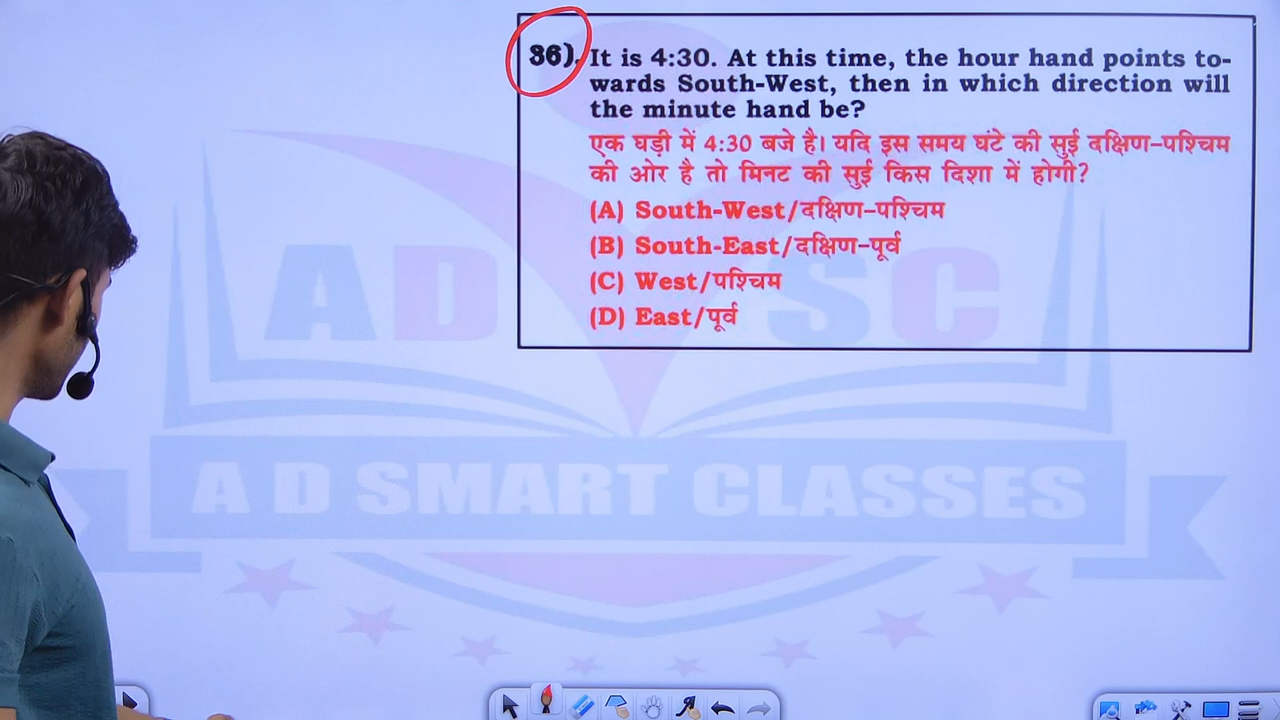 36). It is 4:30. At this time, the hour hand points to-
wards South-West, then in which direction will
the minute hand be?
एक घड़ी में 4:30 बजे है। यदि इस समय घंटे की सुई दक्षिण-पश्चिम
की ओर है तो मिनट की सुई किस दिशा में होगी?
(A) South-West/दक्षिण-पश्चिम
(B) South-East/दक्षिण-पूर्व
(C) West/पश्चिम
(D) East/पूर्व
AD SC
A D SMART CLASSES